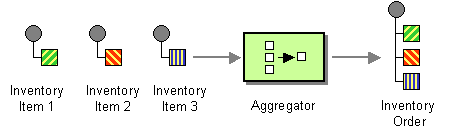 Inventory
Item 1
Inventory
Item 2
Inventory
Item 3
Aggregator
Inventory
Order